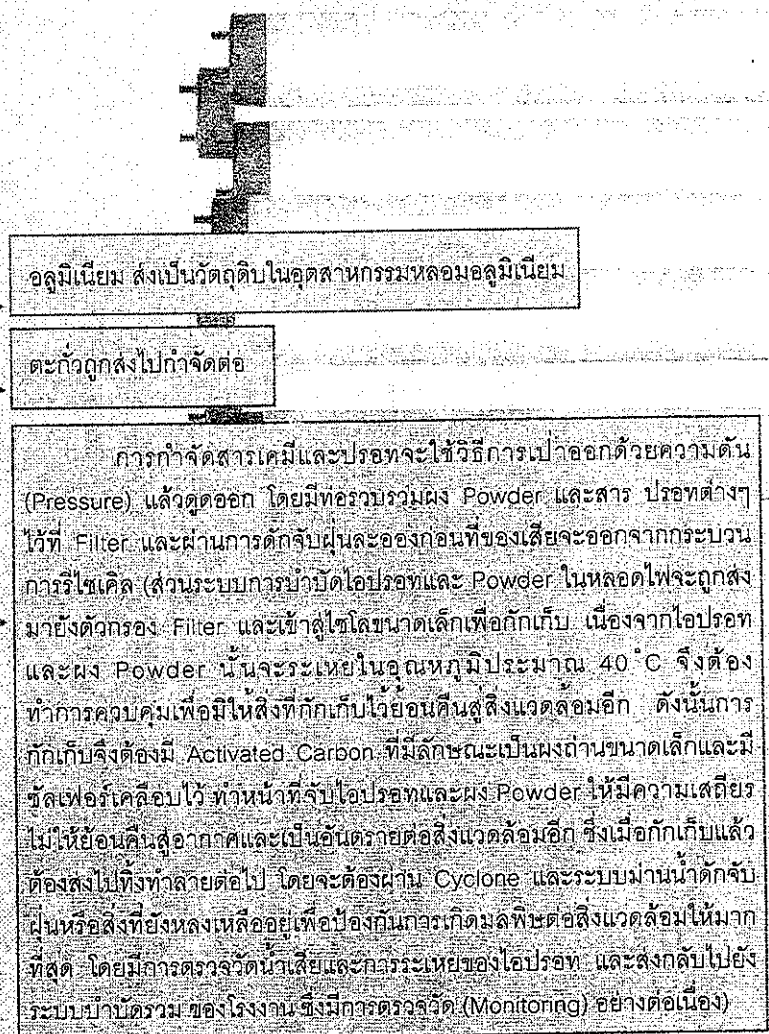 อลูมิเนียม ส่งเป็นวัตถุดิบในอุตสาหกรรมหลอมอลูมิเนียม
ตะกั่วถูกส่งไปกำจัดต่อ
การกำจัดสารเคมีและปรอทจะใช้วิธีการเป่าออกด้วยความดัน
(Pressure) แล้วดูดออก โดยมีท่อรวบรวมผง Powder และสาร ปรอทต่างๆ
ไว้ที่ Filter และผ่านการดักจับฝุ่นละอองก่อนที่ของเสียจะออกจากกระบวน
การรีไซเคิล (ส่วนระบบการบำบัดไอปรอทและ Powder ในหลอดไฟจะถูกส่ง
มายังตัวกรอง Filter และเข้าสู่ไซโลขนาดเล็กเพื่อกักเก็บ เนื่องจากไอปรอท
และผง Powder นั้นจะระเหยในอุณหภูมิประมาณ 40 °C จึงต้อง
ทำการควบคุมเพื่อมิให้สิ่งที่กักเก็บไว้ย้อนคืนสู่สิ่งแวดล้อมอีก ดังนั้นการ
กักเก็บจึงต้องมี Activated Carbon ที่มีลักษณะเป็นผงถ่านขนาดเล็กและมี
ซัลเฟอร์เคลือบไว้ ทำหน้าที่จับไอปรอทและผง Powder ให้มีความเสถียร
ไม่ให้ย้อนคืนสู่อากาศและเป็นอันตรายต่อสิ่งแวดล้อมอีก ซึ่งเมื่อกักเก็บแล้ว
ต้องส่งไปทิ้งทำลายต่อไป โดยจะต้องผ่าน Cyclone และระบบม่านน้ำดักจับ
ฝุ่นหรือสิ่งที่ยังหลงเหลืออยู่เพื่อป้องกันการเกิดมลพิษต่อสิ่งแวดล้อมให้มาก
ที่สุด โดยมีการตรวจวัดน้ำเสียและการระเหยของไอปรอท และส่งกลับไปยัง
ระบบบำบัดรวม ของโรงงาน ซึ่งมีการตรวจวัด (Monitoring) อย่างต่อเนื่อง)